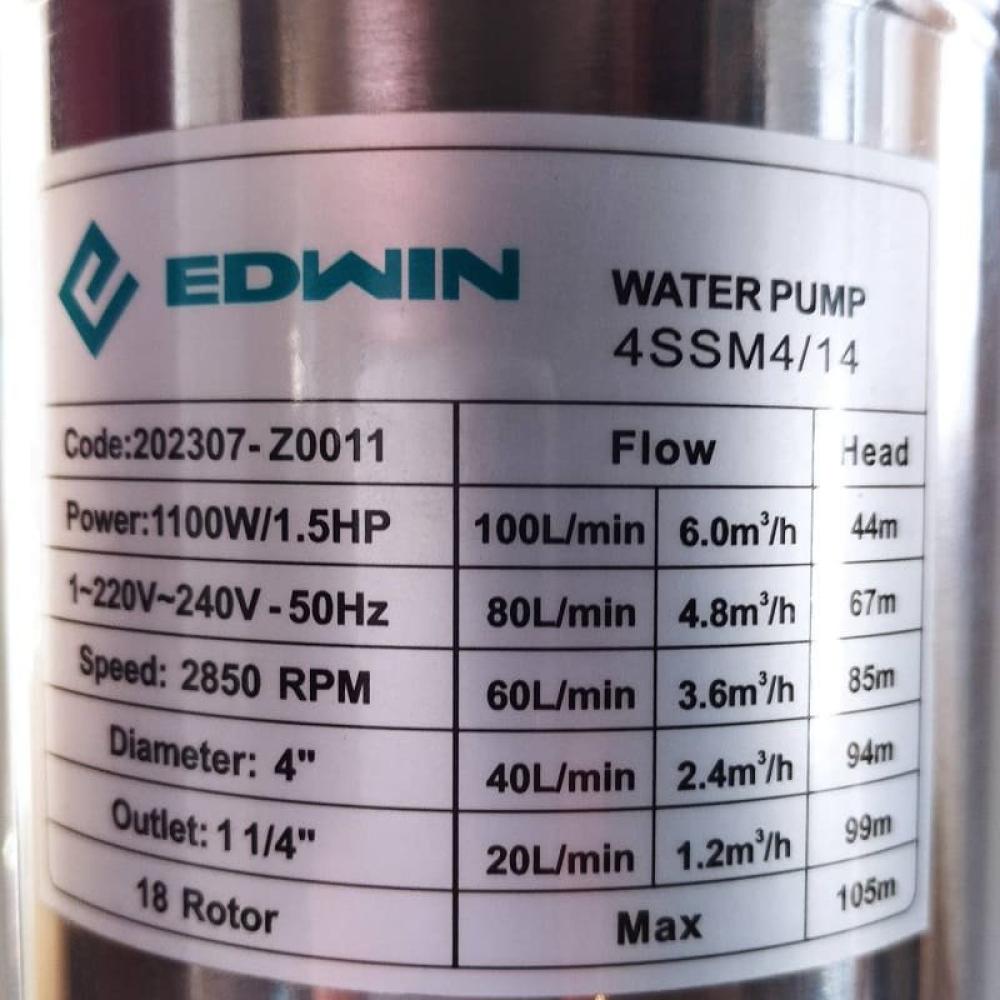 EDWIN
WATER PUMP
4SSM4/14
Code:202307-Z0011
Flow
Head
Power:1100W/1.5HP
100L/min
6.0m³/h
44m
1~220V~240V-50Hz
80L/min
4.8m³/h
67m
Speed: 2850 RPM
60L/min
3.6m³/h
85m
Diameter: 4"
40L/min
2.4m³/h
94m
Outlet: 1 1/4"
20L/min
1.2m³/h
99m
18 Rotor
Max
105m